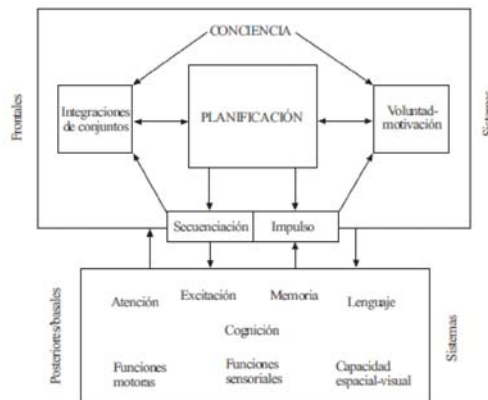 CONCIENCIA
Frontales
Integraciones
de conjuntos
PLANIFICACIÓN
Voluntad-
motivación
Sistemas
Secuenciación
Impulso
Posteriores/basales
Atención
Excitación
Memoria
Lenguaje
Cognición
Funciones
motoras
Funciones
sensoriales
Capacidad
espacial-visual
Sistemas